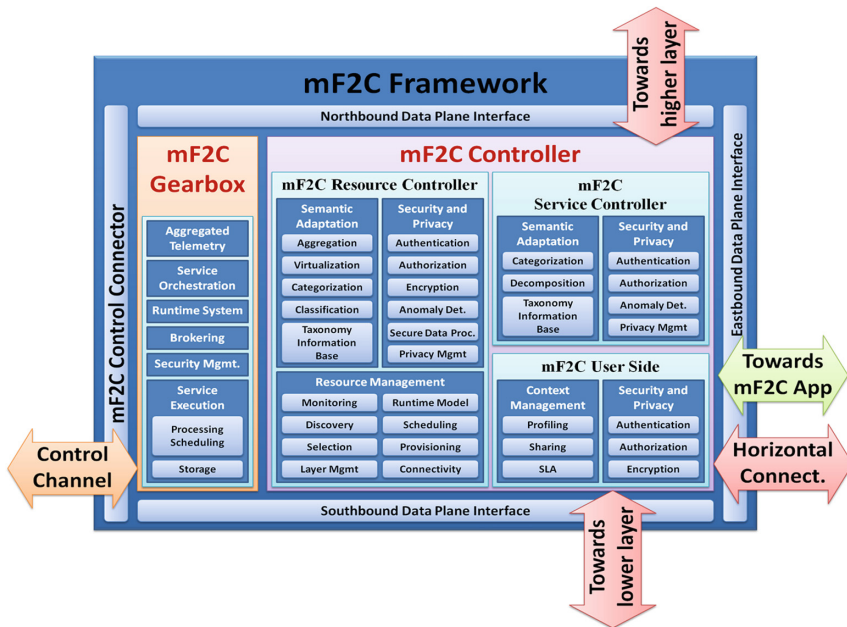 Towards
higher layer
mF2C Framework
Northbound Data Plane Interface
mF2C Control Connector
mF2C
Gearbox
Aggregated
Telemetry
Service
Orchestration
Runtime System
Brokering
Security Mgmt.
Service
Execution
Processing
Scheduling
Storage
mF2C Controller
mF2C Resource Controller
Semantic
Adaptation
Aggregation
Virtualization
Categorization
Classification
Taxonomy
Information
Base
Security and
Privacy
Authentication
Authorization
Encryption
Anomaly Det.
Secure Data Proc.
Privacy Mgmt
Resource Management
Monitoring
Runtime Model
Discovery
Scheduling
Selection
Provisioning
Layer Mgmt
Connectivity
mF2C
Service Controller
Semantic
Adaptation
Categorization
Decomposition
Taxonomy
Information
Base
Security and
Privacy
Authentication
Authorization
Anomaly Det.
Privacy Mgmt
mF2C User Side
Context
Management
Profiling
Sharing
SLA
Security and
Privacy
Authentication
Authorization
Encryption
Eastbound Data Plane Interface
Towards
mF2C App
Horizontal
Connect.
Control
Channel
Southbound Data Plane Interface
Towards
lower layer